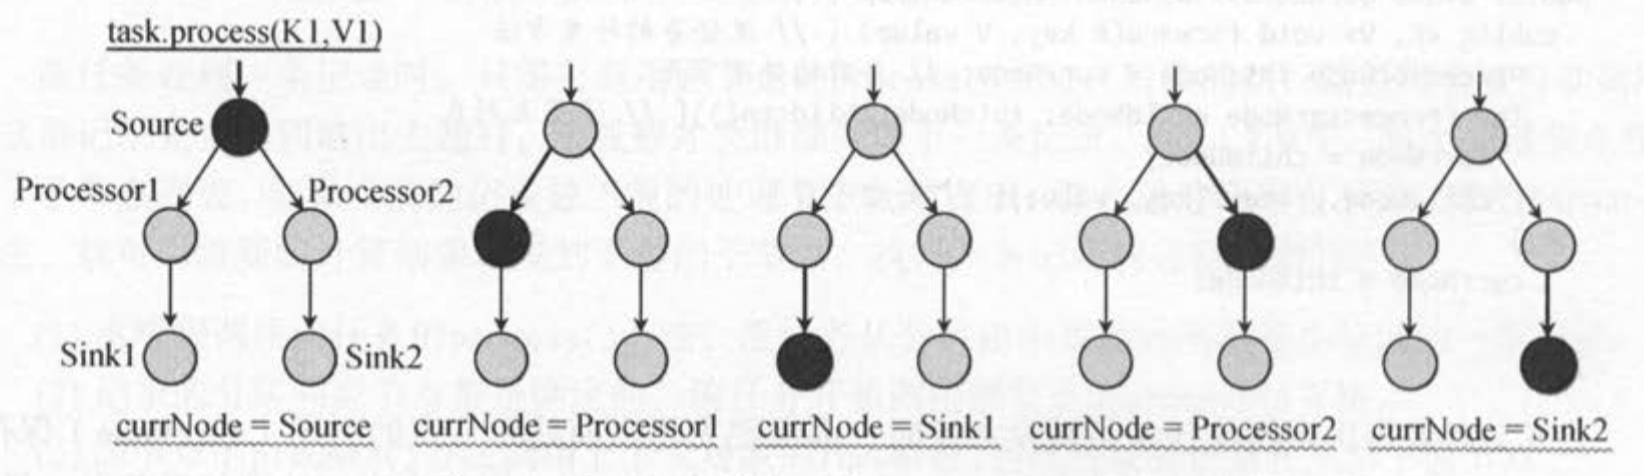 task.process(K1,V1)
Source
Processor1
Processor2
Sink1
Sink2
currNode = Source
currNode = Processor1
currNode = Sink1
currNode = Processor2
currNode = Sink2